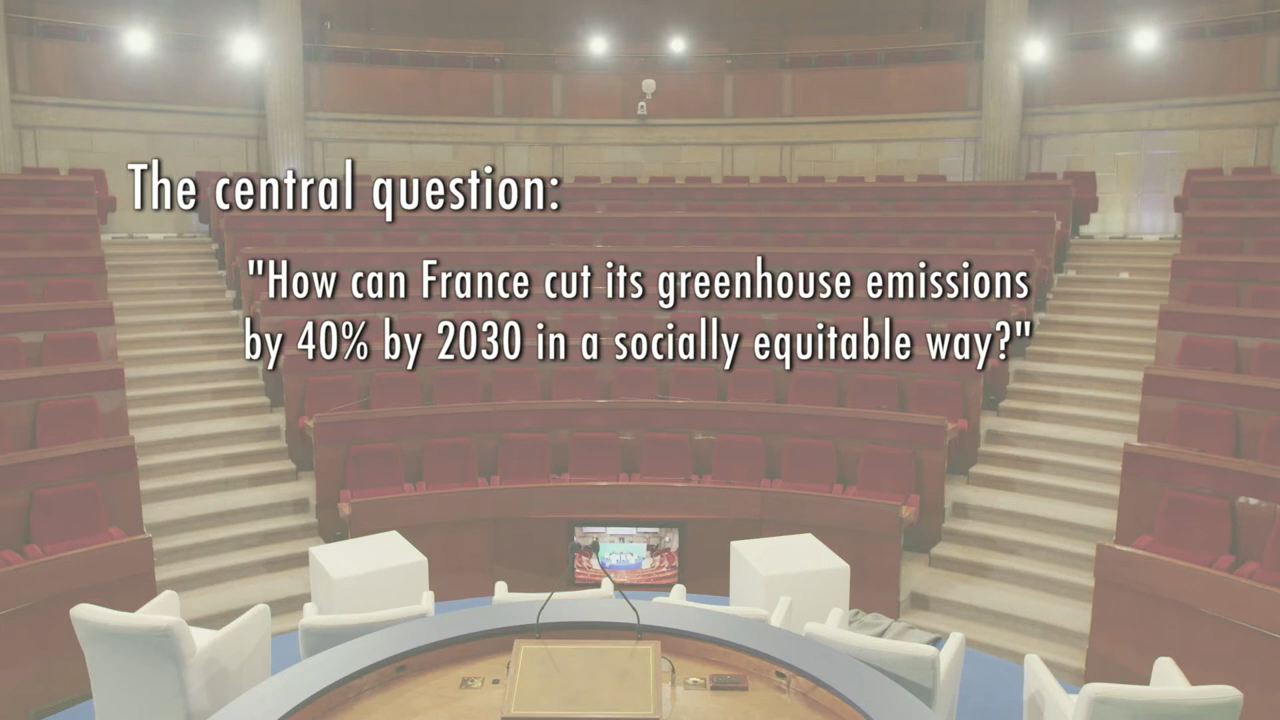 The central question:
"How can France cut its greenhouse emissions
by 40% by 2030 in a socially equitable way?"